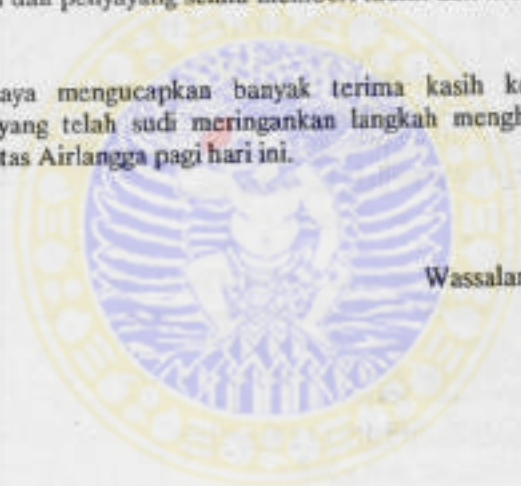 dan penyayang selalu memberi
aya mengucapkan banyak terima kasih k
yang telah sudi meringankan langkah mengh
tas Airlangga pagi hari ini.
Wassalam